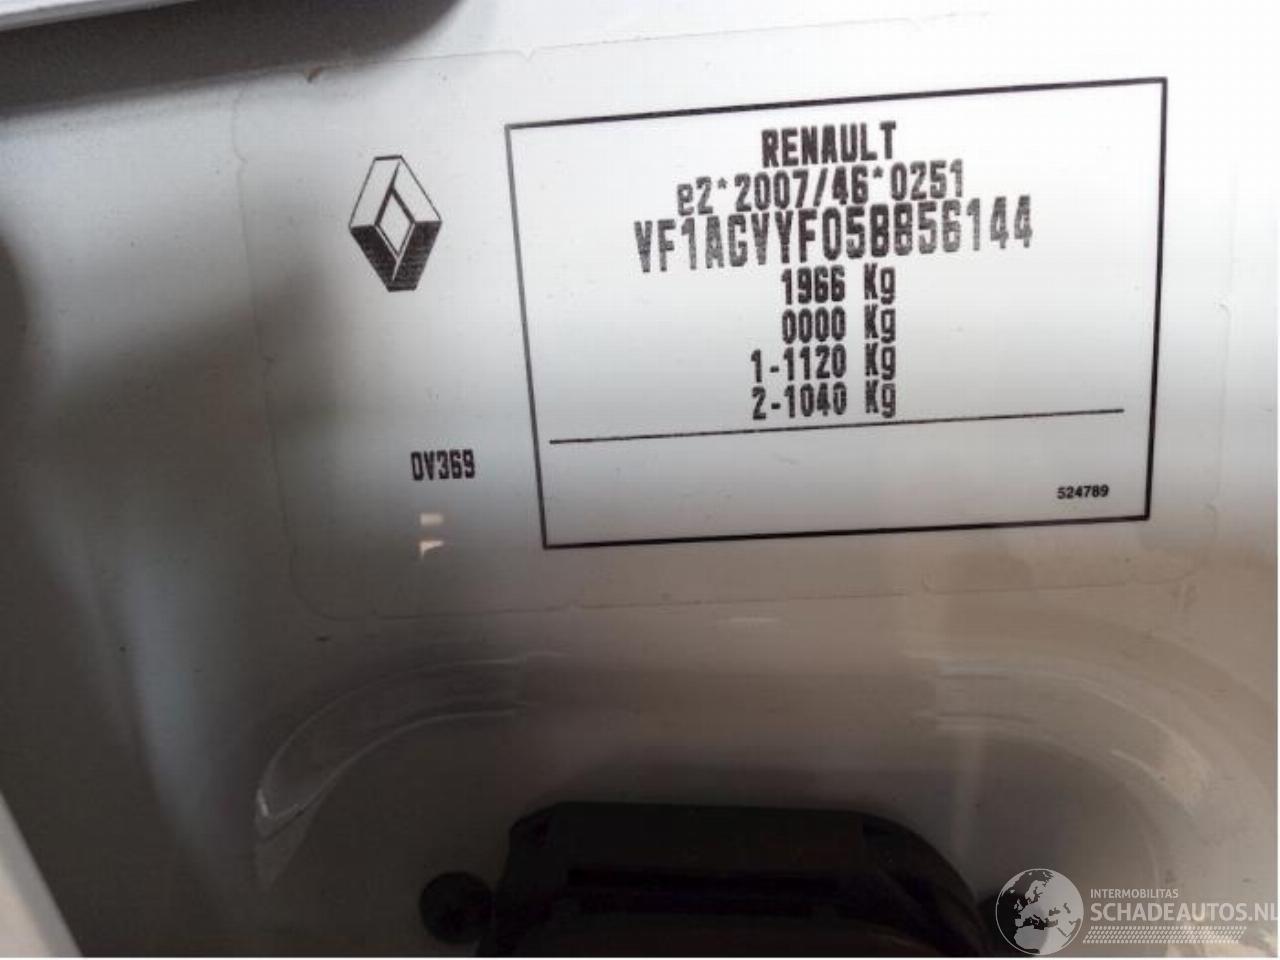 RENAULT
e2*2007/46*0251
VF1AGVYF058856144
1966 Kg
0000 Kg
1-1120 Kg
2-1040 Kg
DV369
524789
INTERMOBILITAS
SCHADEAUTOS.NL